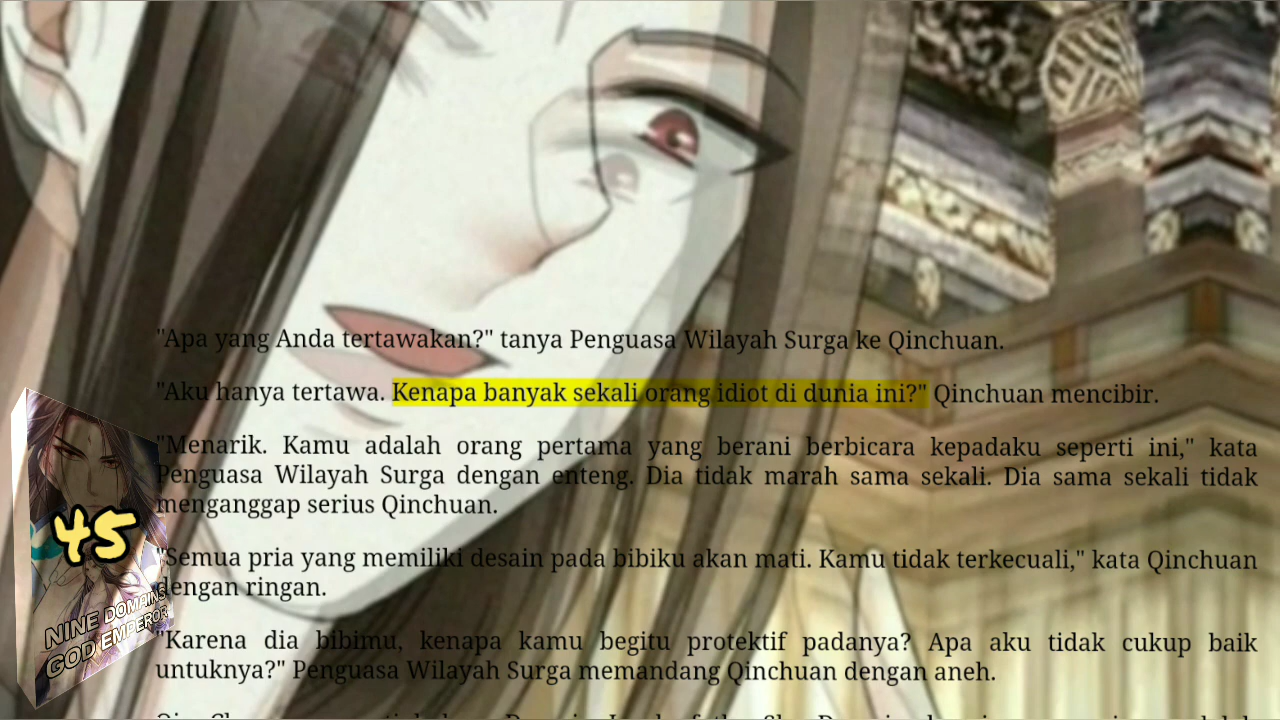 "Apa yang Anda tertawakan?" tanya Penguasa Wilayah Surga ke Qinchuan.
"Aku hanya tertawa. Kenapa banyak sekali orang idiot di dunia ini?" Qinchuan mencibir.
"Menarik. Kamu adalah orang pertama yang berani berbicara kepadaku seperti ini," kata
Penguasa Wilayah Surga dengan enteng. Dia tidak marah sama sekali. Dia sama sekali tidak
menganggap serius Qinchuan.
"Semua pria yang memiliki desain pada bibiku akan mati. Kamu tidak terkecuali," kata Qinchuan
dengan ringan.
"Karena dia bibimu, kenapa kamu begitu protektif padanya? Apa aku tidak cukup baik
untuknya?" Penguasa Wilayah Surga memandang Qinchuan dengan aneh.
45
NINE DOMAINS
GOD EMPEROR